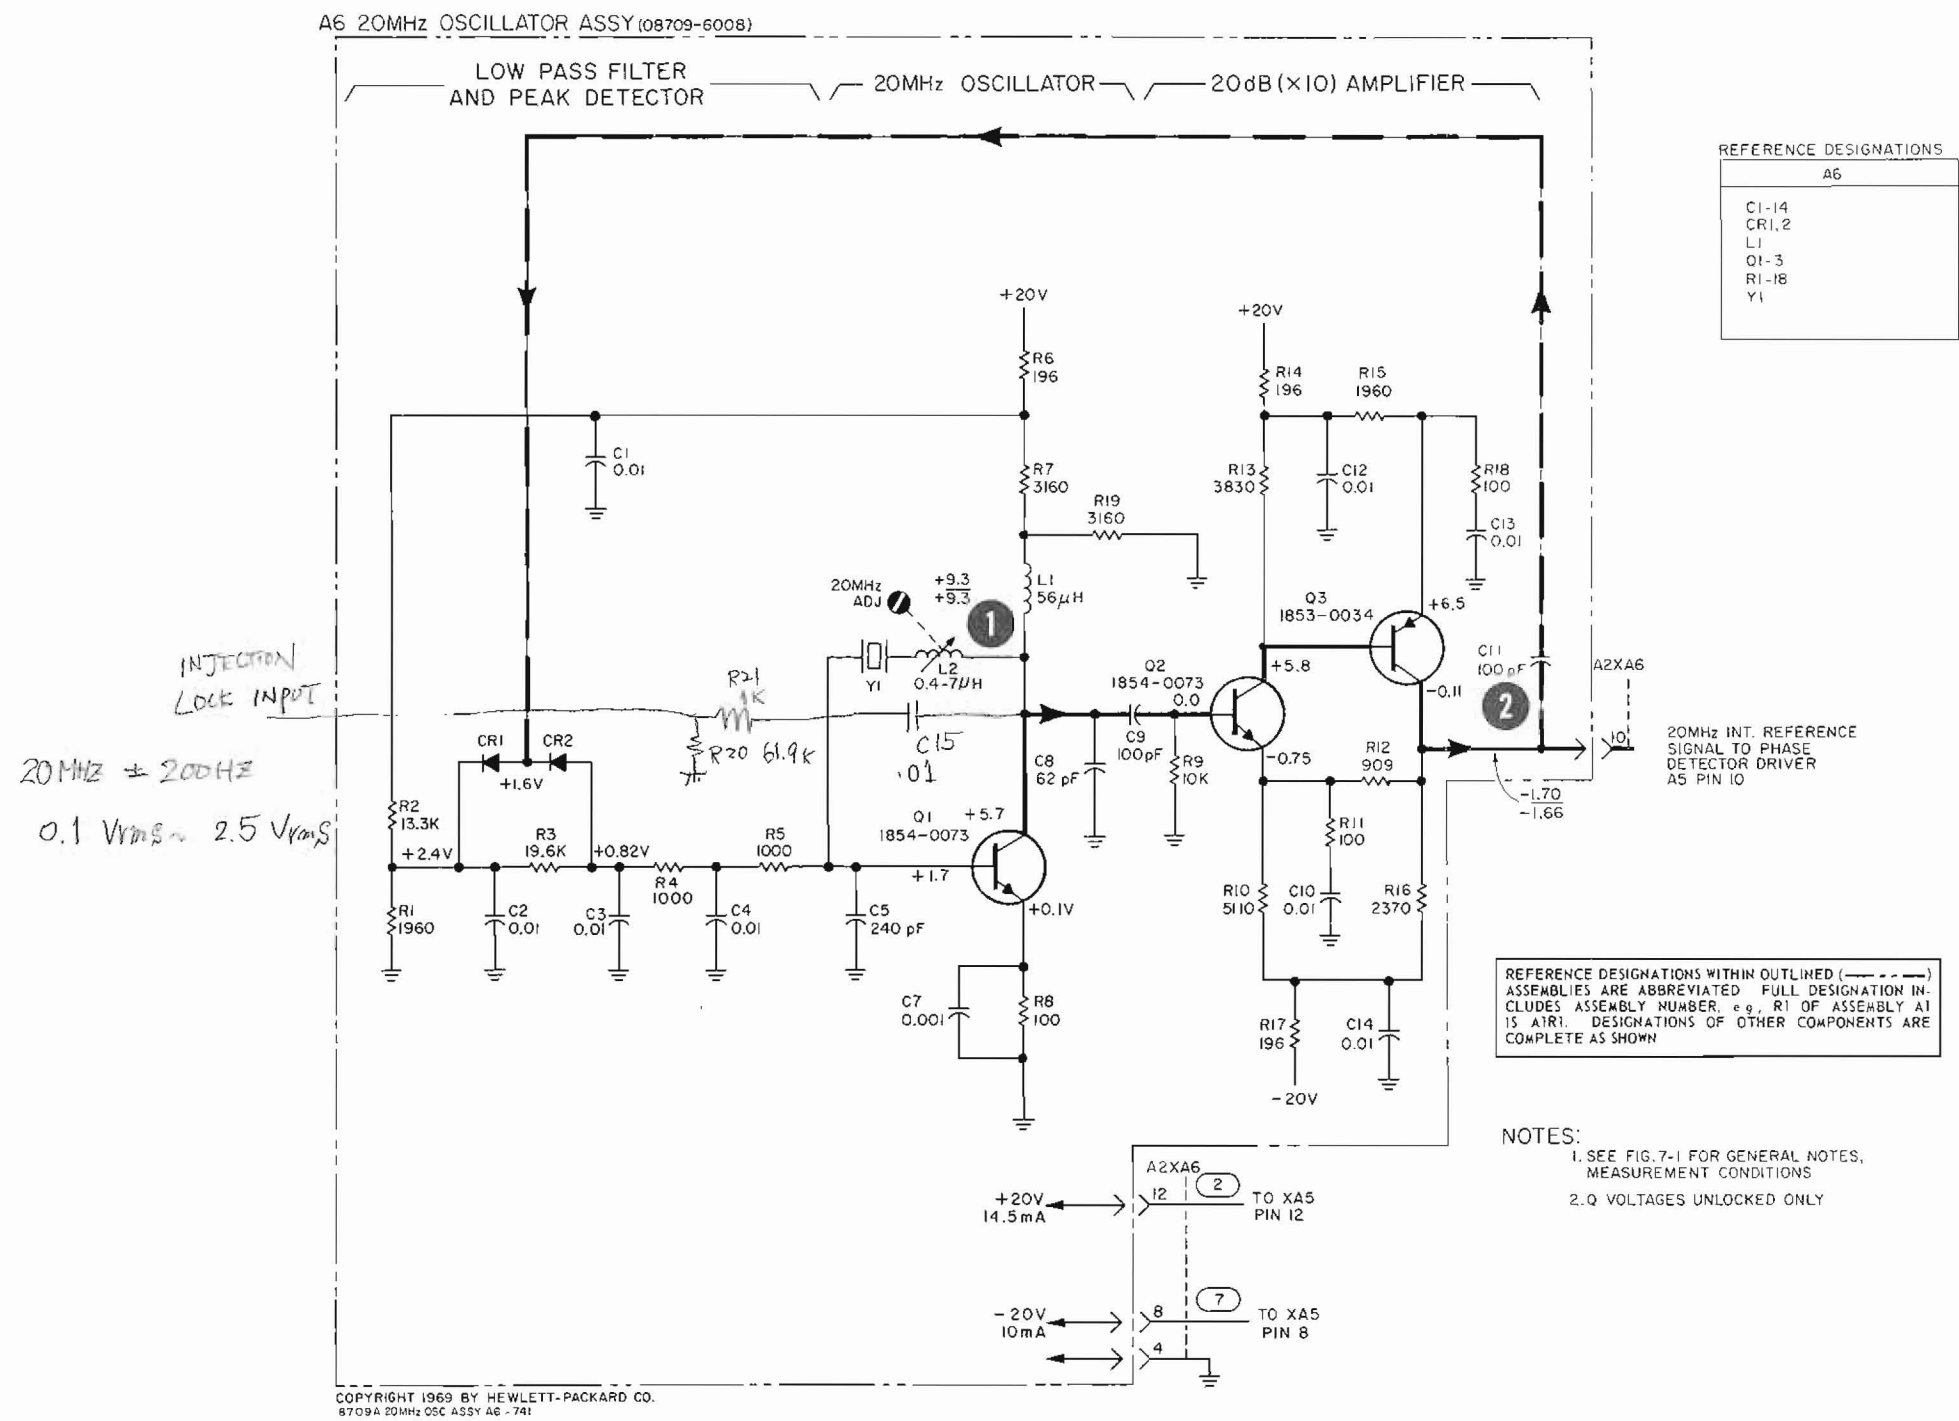 A6 20MHz OSCILLATOR ASSY (08709-6008)
LOW PASS FILTER
AND PEAK DETECTOR
20MHz OSCILLATOR
20dB (×10) AMPLIFIER
REFERENCE DESIGNATIONS
A6
C1-14
CR1,2
L1
Q1-3
R1-18
Y1
+20V
R6
196
+20V
R14
196
R15
1960
C1
0.01
R7
3160
R19
3160
R13
3830
C12
0.01
R18
100
C13
0.01
20MHz
ADJ
+9.3
+9.3
1
L1
56μH
Q3
1853-0034
+6.5
Y1
L2
0.4-7μH
Q2
1854-0073
0.0
+5.8
C11
100pF
-0.11
2
A2XA6
10
INJECTION
LOCK INPUT
R21
1K
R20 61.9K
C15
.01
20MHZ ± 200HZ
0.1 Vrms ~ 2.5 Vrms
CR1
CR2
+1.6V
C8
62 pF
C9
100pF
R9
10K
-0.75
R12
909
20MHz INT. REFERENCE
SIGNAL TO PHASE
DETECTOR DRIVER
A5 PIN 10
-1.70
-1.66
R2
13.3K
+2.4V
R3
19.6K
+0.82V
R4
1000
R5
1000
Q1
1854-0073
+5.7
+1.7
+0.1V
R11
100
R1
1960
C2
0.01
C3
0.01
C4
0.01
C5
240 pF
R10
5110
C10
0.01
R16
2370
C7
0.001
R8
100
R17
196
C14
0.01
-20V
REFERENCE DESIGNATIONS WITHIN OUTLINED (—— - - —)
ASSEMBLIES ARE ABBREVIATED FULL DESIGNATION IN-
CLUDES ASSEMBLY NUMBER, e g, R1 OF ASSEMBLY A1
IS A1R1. DESIGNATIONS OF OTHER COMPONENTS ARE
COMPLETE AS SHOWN
NOTES:
1. SEE FIG. 7-1 FOR GENERAL NOTES,
MEASUREMENT CONDITIONS
2. Q VOLTAGES UNLOCKED ONLY
A2XA6
+20V
14.5mA
12
2
TO XA5
PIN 12
-20V
10mA
8
7
TO XA5
PIN 8
4
COPYRIGHT 1969 BY HEWLETT-PACKARD CO.
8709A 20MHz OSC ASSY A6 - 741